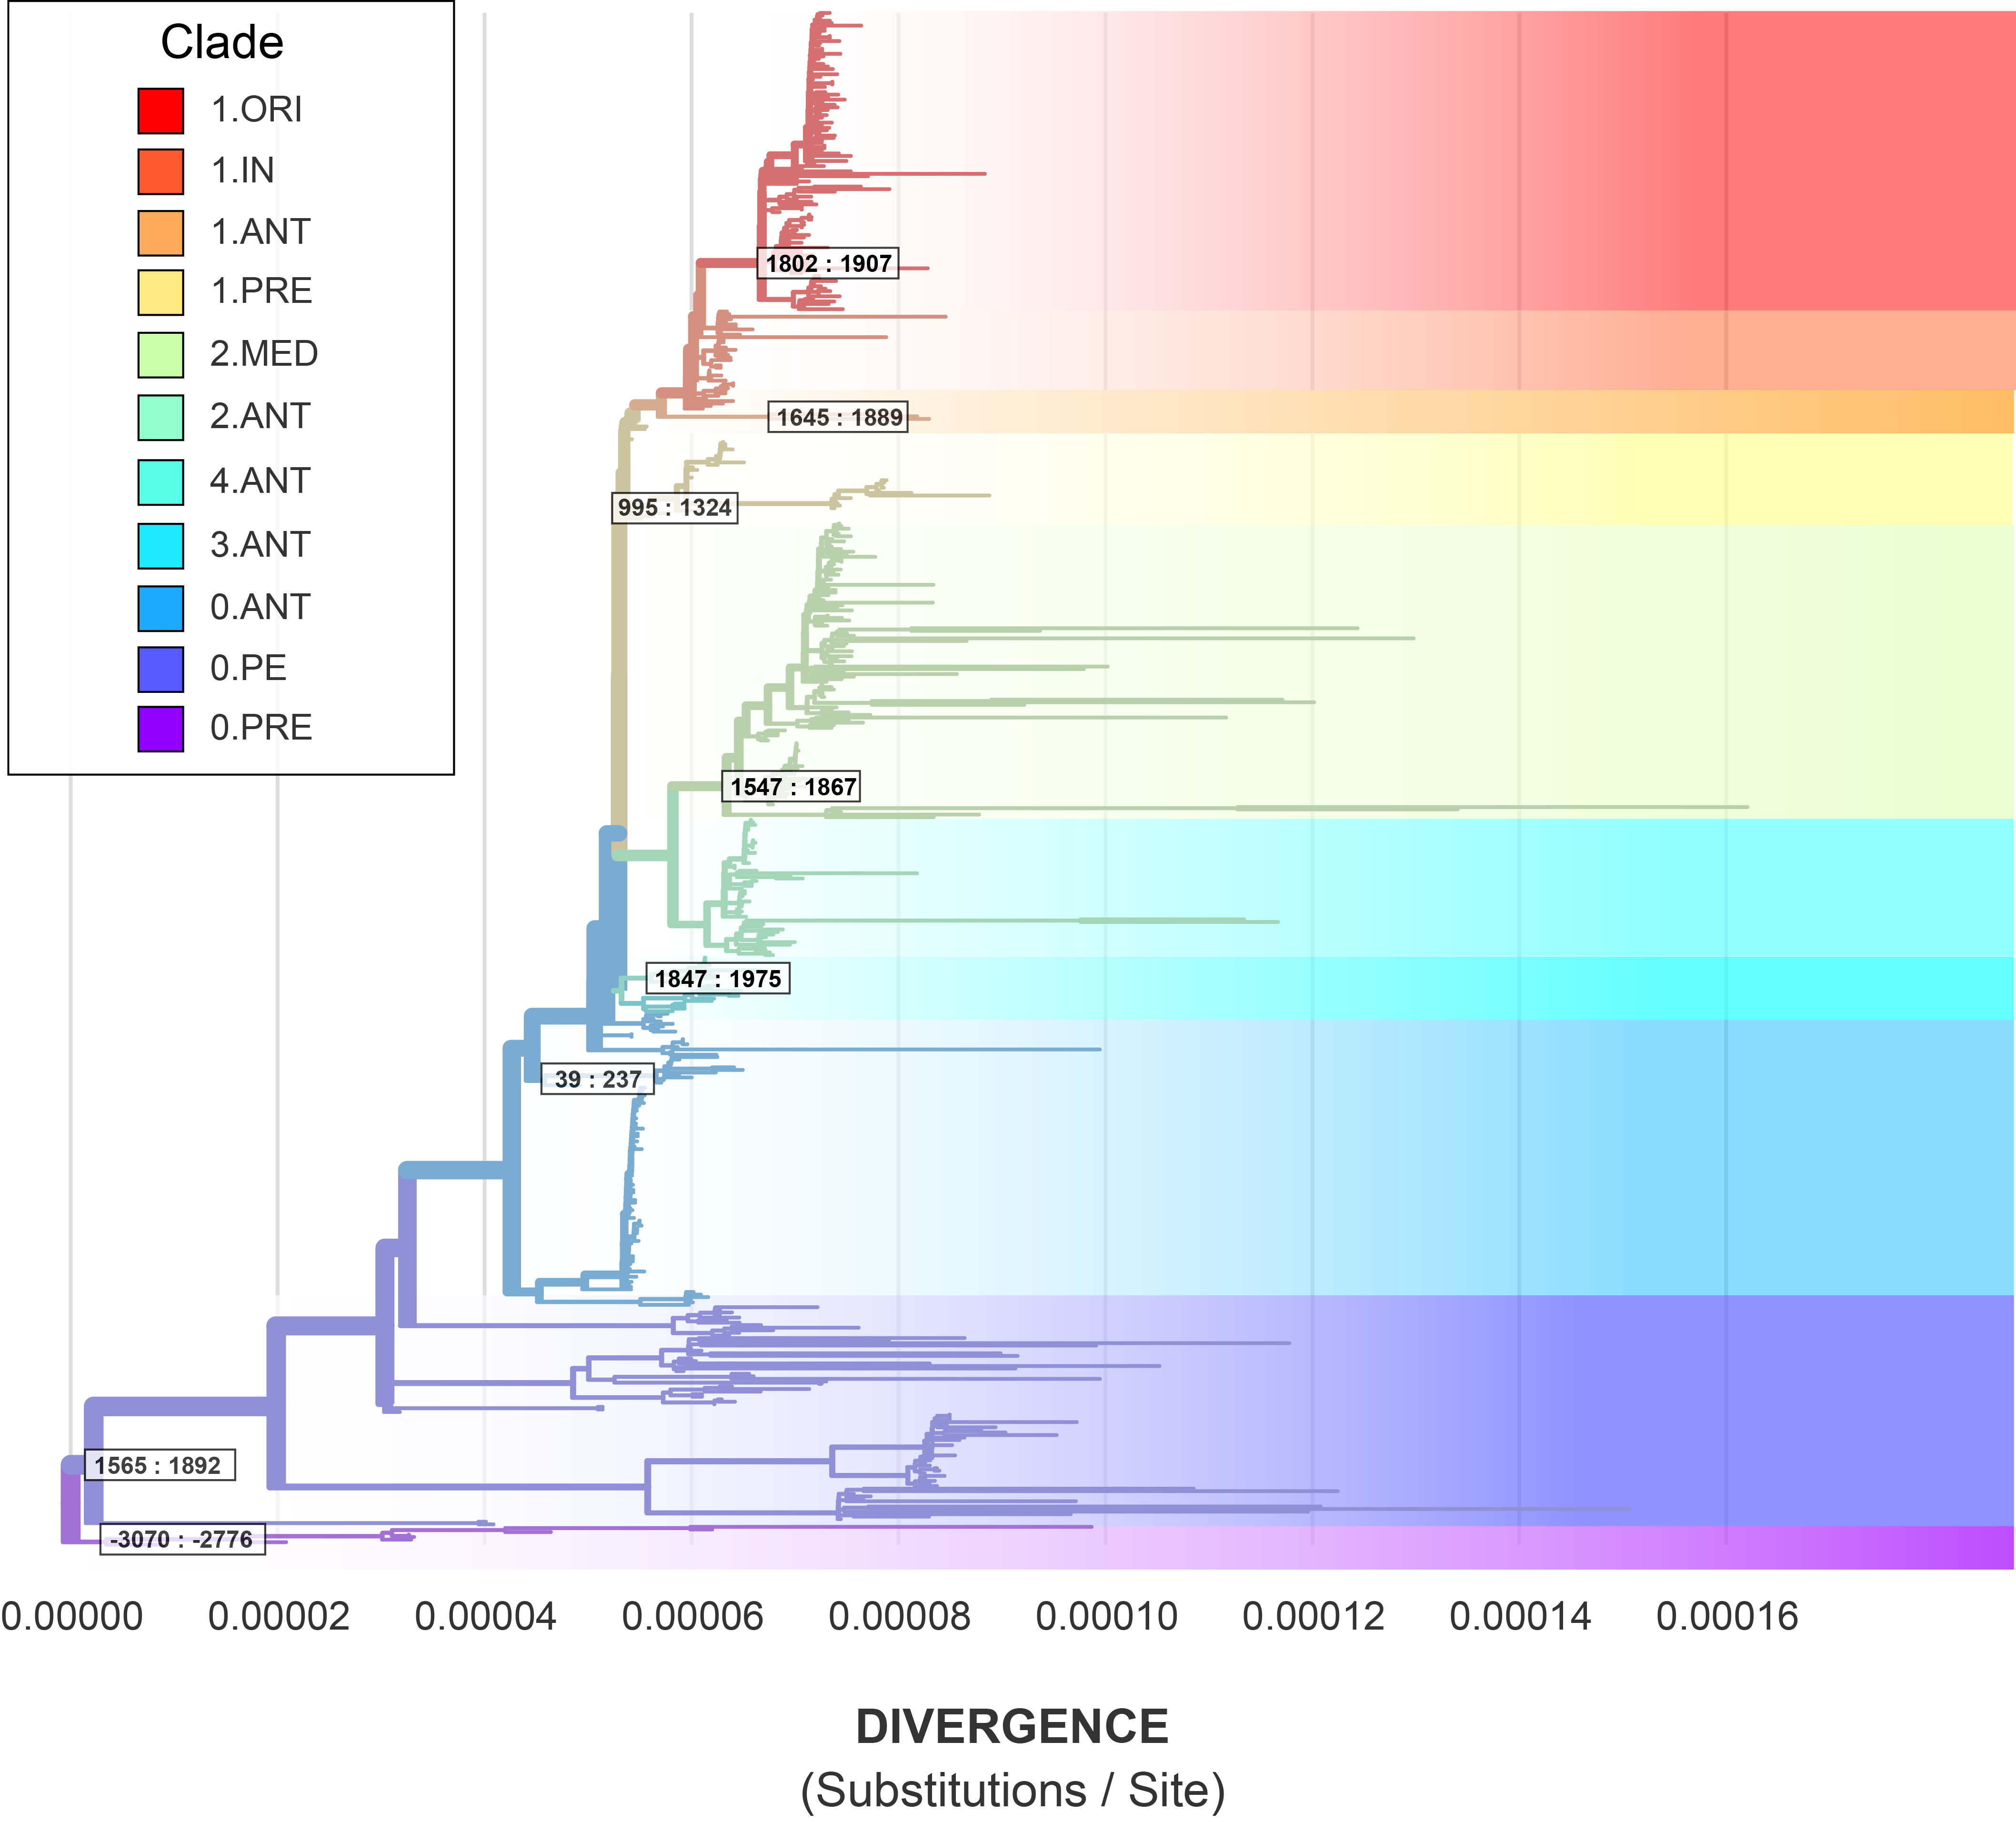 Clade
1.ORI
1.IN
1.ANT
1.PRE
2.MED
2.ANT
4.ANT
3.ANT
0.ANT
0.PE
0.PRE
1802 : 1907
1645 : 1889
995 : 1324
1547 : 1867
1847 : 1975
39 : 237
1565 : 1892
-3070 : -2776
0.00000 0.00002 0.00004 0.00006 0.00008 0.00010 0.00012 0.00014 0.00016
DIVERGENCE
(Substitutions / Site)